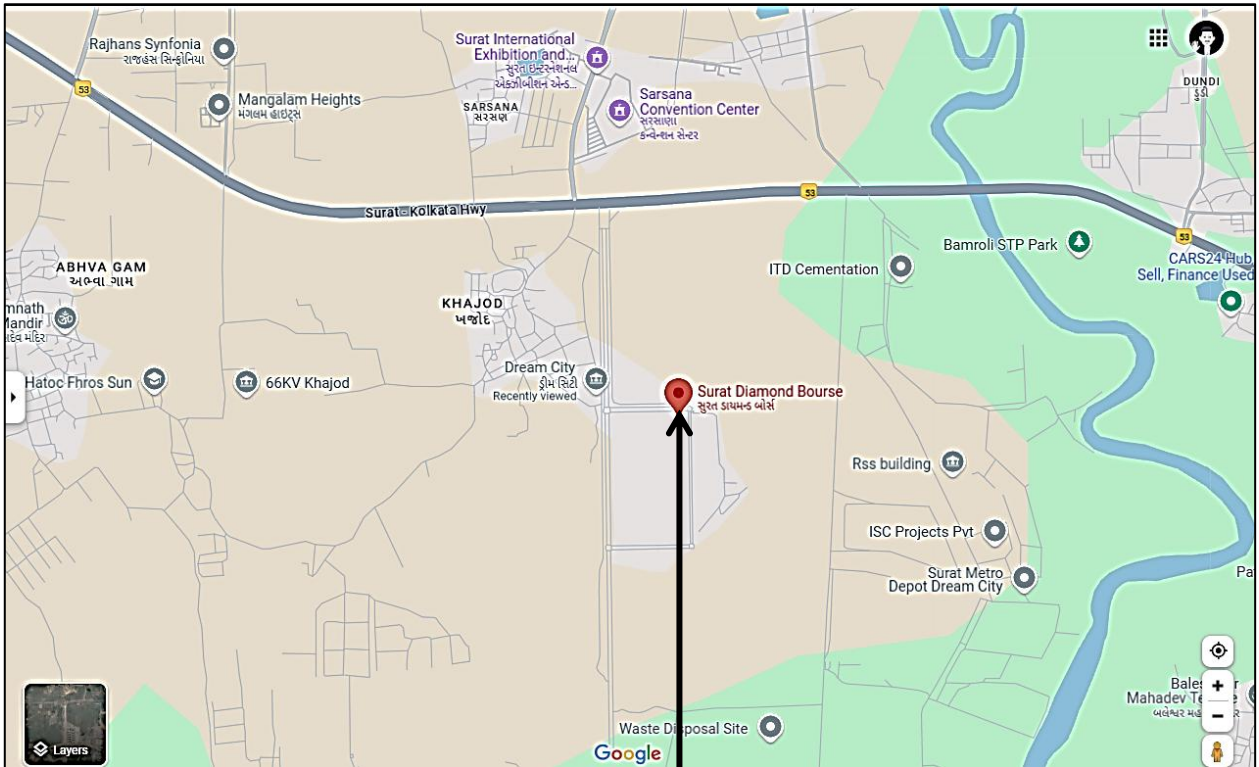 Rajhans Synfonia
રાજહંસ સિન્ફોનિયા
53
Mangalam Heights
મંગલમ હાઇટ્સ
Surat International
Exhibition and...
સુરત ઇન્ટરનેશનલ
એક્ઝીબીશન એન્ડ...
SARSANA
સરસણ
Sarsana
Convention Center
સરસાણા
કન્વેન્શન સેન્ટર
DUNDI
ડુંડી
Surat - Kolkata Hwy
53
53
Bamroli STP Park
ITD Cementation
CARS24 Hub,
Sell, Finance Used
ABHVA GAM
અભ્વા ગામ
mnath
Mandir
ાદેવ મંદિર
KHAJOD
ખજોદ
Hatoc Fhros Sun
66KV Khajod
Dream City
ડ્રીમ સિટી
Recently viewed
Surat Diamond Bourse
સુરત ડાયમન્ડ બોર્સ
Rss building
ISC Projects Pvt
Surat Metro
Depot Dream City
Pa
Waste Disposal Site
Mahadev
બલેશ્વર
Layers
Google